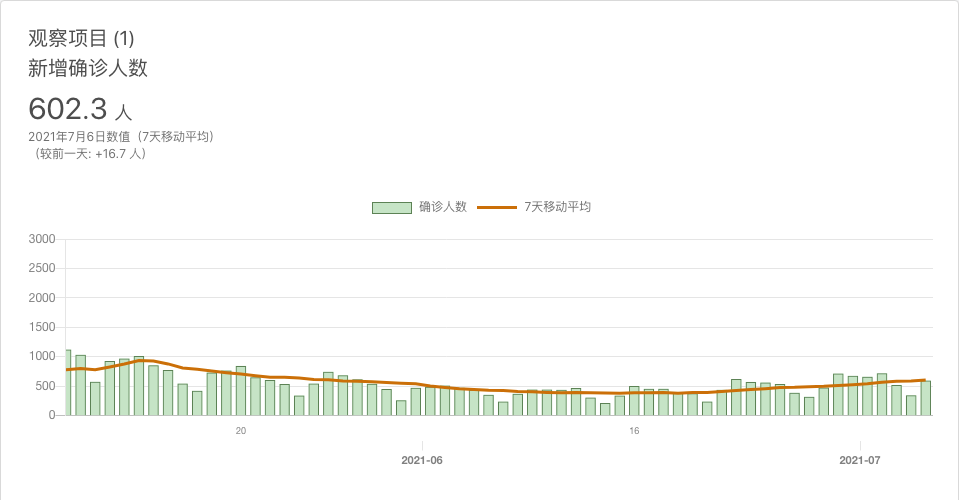 观察项目 (1)
新增确诊人数
602.3 人
2021年7月6日数值（7天移动平均）
（较前一天: +16.7 人）
确诊人数 7天移动平均
3000
2500
2000
1500
1000
500
0
20 16
2021-06 2021-07